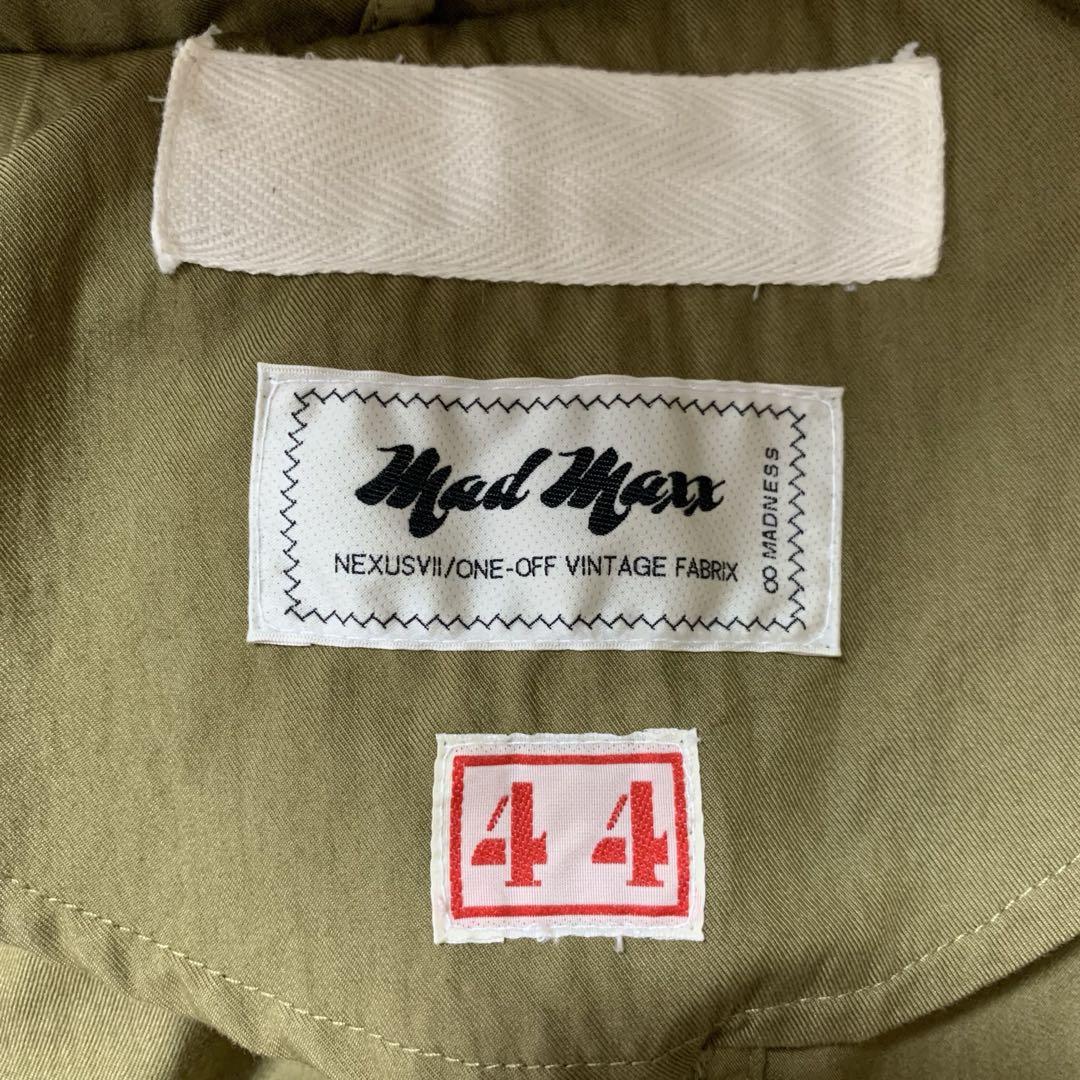 Mad Maxx
NEXUSVII/ONE-OFF VINTAGE FABRIX
∞ MADNESS
44